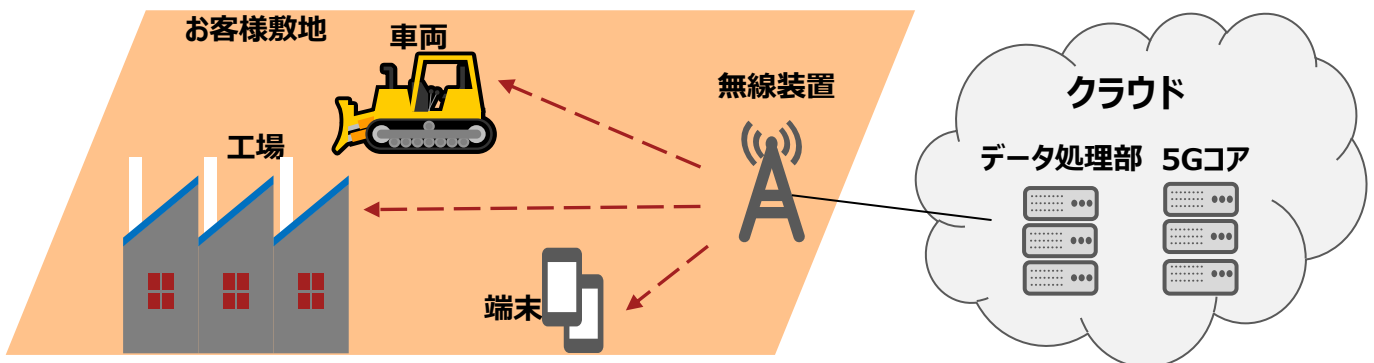 お客様敷地
車両
無線装置
工場
端末
クラウド
データ処理部
5Gコア